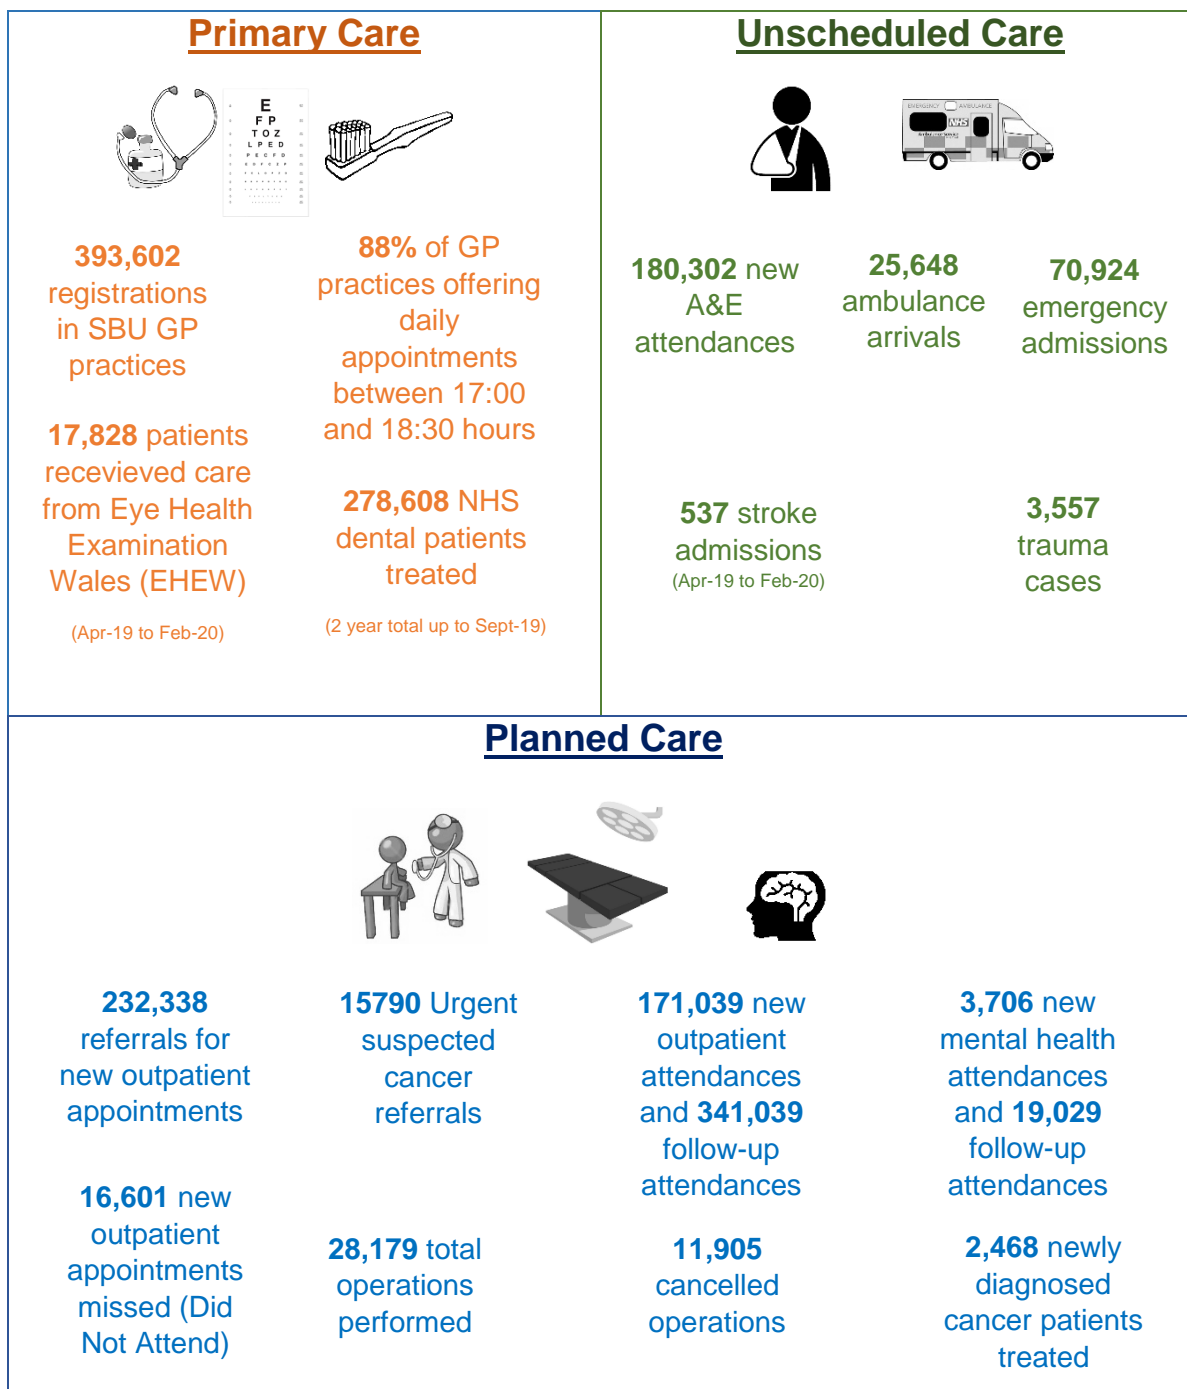 Primary Care
E
F P
T O Z
L P E D
P E C F D
393,602
registrations
in SBU GP
practices
88% of GP
practices offering
daily
appointments
between 17:00
and 18:30 hours
17,828 patients
recevieved care
from Eye Health
Examination
Wales (EHEW)
(Apr-19 to Feb-20)
278,608 NHS
dental patients
treated
(2 year total up to Sept-19)
Unscheduled Care
EMERGENCY AMBULANCE
NHS
180,302 new
A&E
attendances
25,648
ambulance
arrivals
70,924
emergency
admissions
537 stroke
admissions
(Apr-19 to Feb-20)
3,557
trauma
cases
Planned Care
232,338
referrals for
new outpatient
appointments
15790 Urgent
suspected
cancer
referrals
171,039 new
outpatient
attendances
and 341,039
follow-up
attendances
3,706 new
mental health
attendances
and 19,029
follow-up
attendances
16,601 new
outpatient
appointments
missed (Did
Not Attend)
28,179 total
operations
performed
11,905
cancelled
operations
2,468 newly
diagnosed
cancer patients
treated